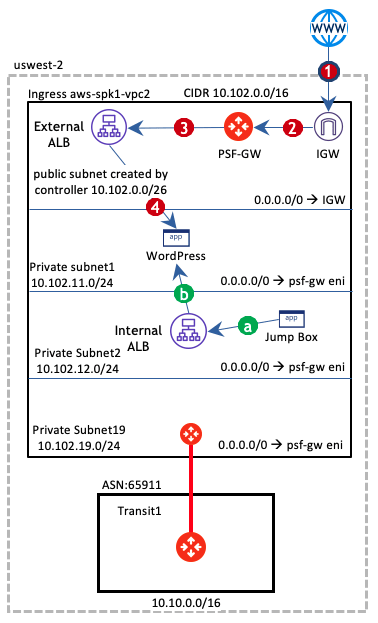 WWW
uswest-2
1
Ingress aws-spk1-vpc2
CIDR 10.102.0.0/16
External
ALB
3
2
PSF-GW
IGW
public subnet created by
controller 10.102.0.0/26
4
0.0.0.0/0 → IGW
app
WordPress
Private subnet1
10.102.11.0/24
0.0.0.0/0 → psf-gw eni
b
Internal
ALB
a
app
Jump Box
Private Subnet2
10.102.12.0/24
0.0.0.0/0 → psf-gw eni
Private Subnet19
10.102.19.0/24
0.0.0.0/0 → psf-gw eni
ASN:65911
Transit1
10.10.0.0/16